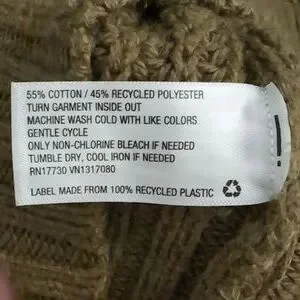 55% COTTON / 45% RECYCLED POLYESTER
TURN GARMENT INSIDE OUT
MACHINE WASH COLD WITH LIKE COLORS
GENTLE CYCLE
ONLY NON-CHLORINE BLEACH IF NEEDED
TUMBLE DRY, COOL IRON IF NEEDED
RN17730 VN1317080
LABEL MADE FROM 100% RECYCLED PLASTIC